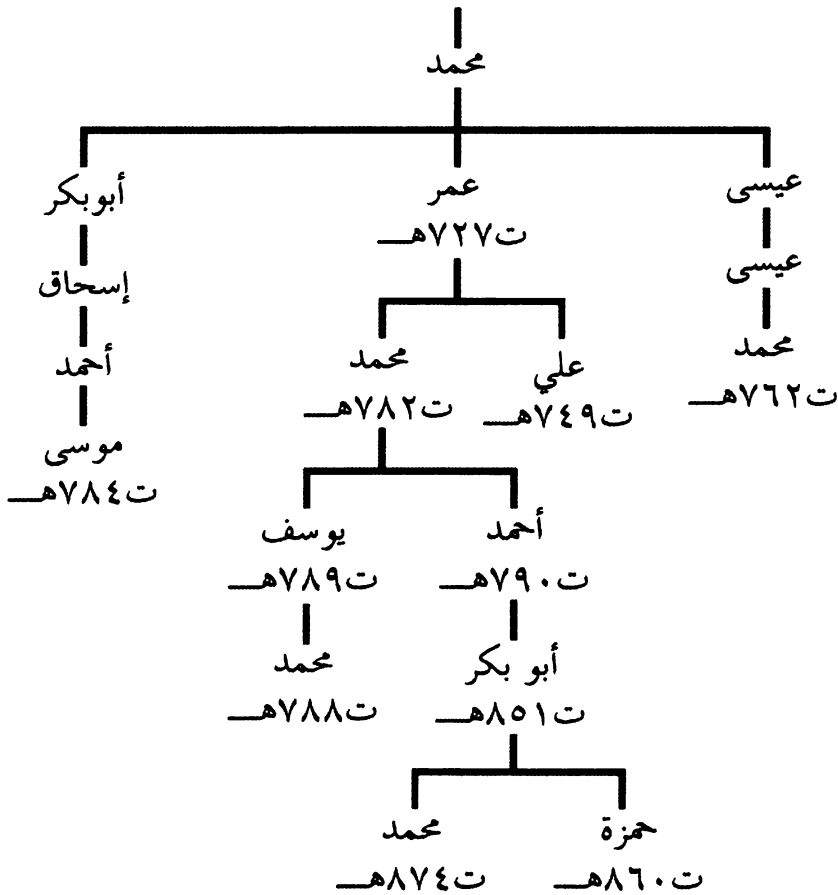 محمد
عيسى
عمر
أبوبكر
ت٧٢٧هـ
عيسى
إسحاق
محمد
علي
محمد
أحمد
ت٧٦٢هـ
ت٧٤٩هـ
ت٧٨٢هـ
موسى
ت٧٨٤هـ
أحمد
يوسف
ت٧٩٠هـ
ت٧٨٩هـ
أبو بكر
محمد
ت٨٥١هـ
ت٧٨٨هـ
حمزة
محمد
ت٨٦٠هـ
ت٨٧٤هـ